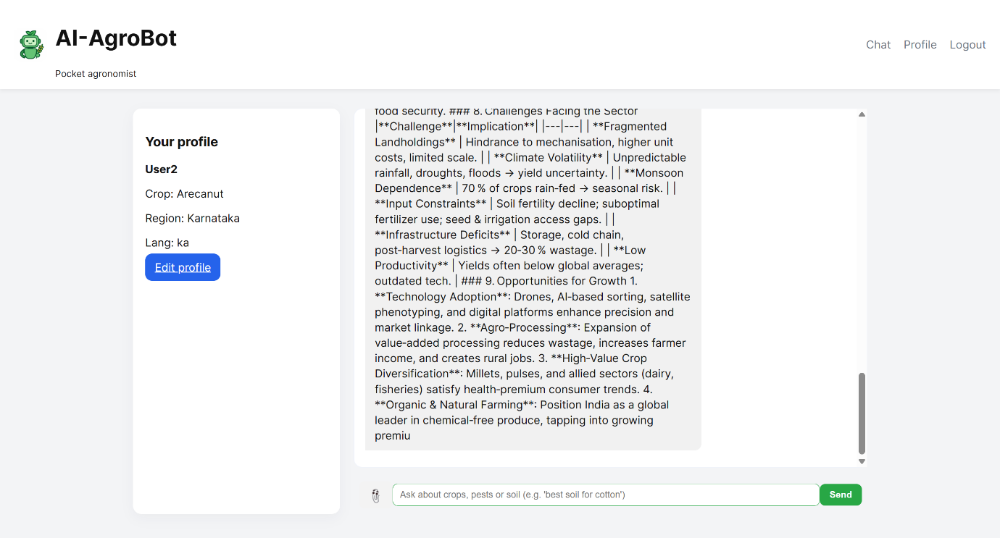 AI-AgroBot
Pocket agronomist
Chat Profile Logout
Your profile
User2
Crop: Arecanut
Region: Karnataka
Lang: ka
Edit profile
food security. ### 8. Challenges Facing the Sector
|**Challenge**|**Implication**| |---|---| | **Fragmented
Landholdings** | Hindrance to mechanisation, higher unit
costs, limited scale. | | **Climate Volatility** | Unpredictable
rainfall, droughts, floods → yield uncertainty. | | **Monsoon
Dependence** | 70 % of crops rain-fed → seasonal risk. | |
**Input Constraints** | Soil fertility decline; suboptimal
fertilizer use; seed & irrigation access gaps. | |
**Infrastructure Deficits** | Storage, cold chain,
post-harvest logistics → 20-30 % wastage. | | **Low
Productivity** | Yields often below global averages;
outdated tech. | ### 9. Opportunities for Growth 1.
**Technology Adoption**: Drones, AI-based sorting, satellite
phenotyping, and digital platforms enhance precision and
market linkage. 2. **Agro-Processing**: Expansion of
value-added processing reduces wastage, increases farmer
income, and creates rural jobs. 3. **High-Value Crop
Diversification**: Millets, pulses, and allied sectors (dairy,
fisheries) satisfy health-premium consumer trends. 4.
**Organic & Natural Farming**: Position India as a global
leader in chemical-free produce, tapping into growing
premiu
Ask about crops, pests or soil (e.g. 'best soil for cotton')
Send